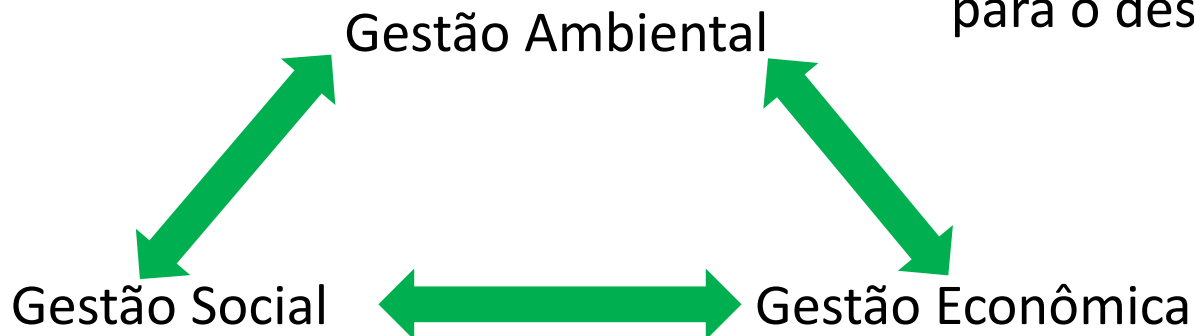 Gestão Ambiental
para o des
Gestão Social
Gestão Econômica